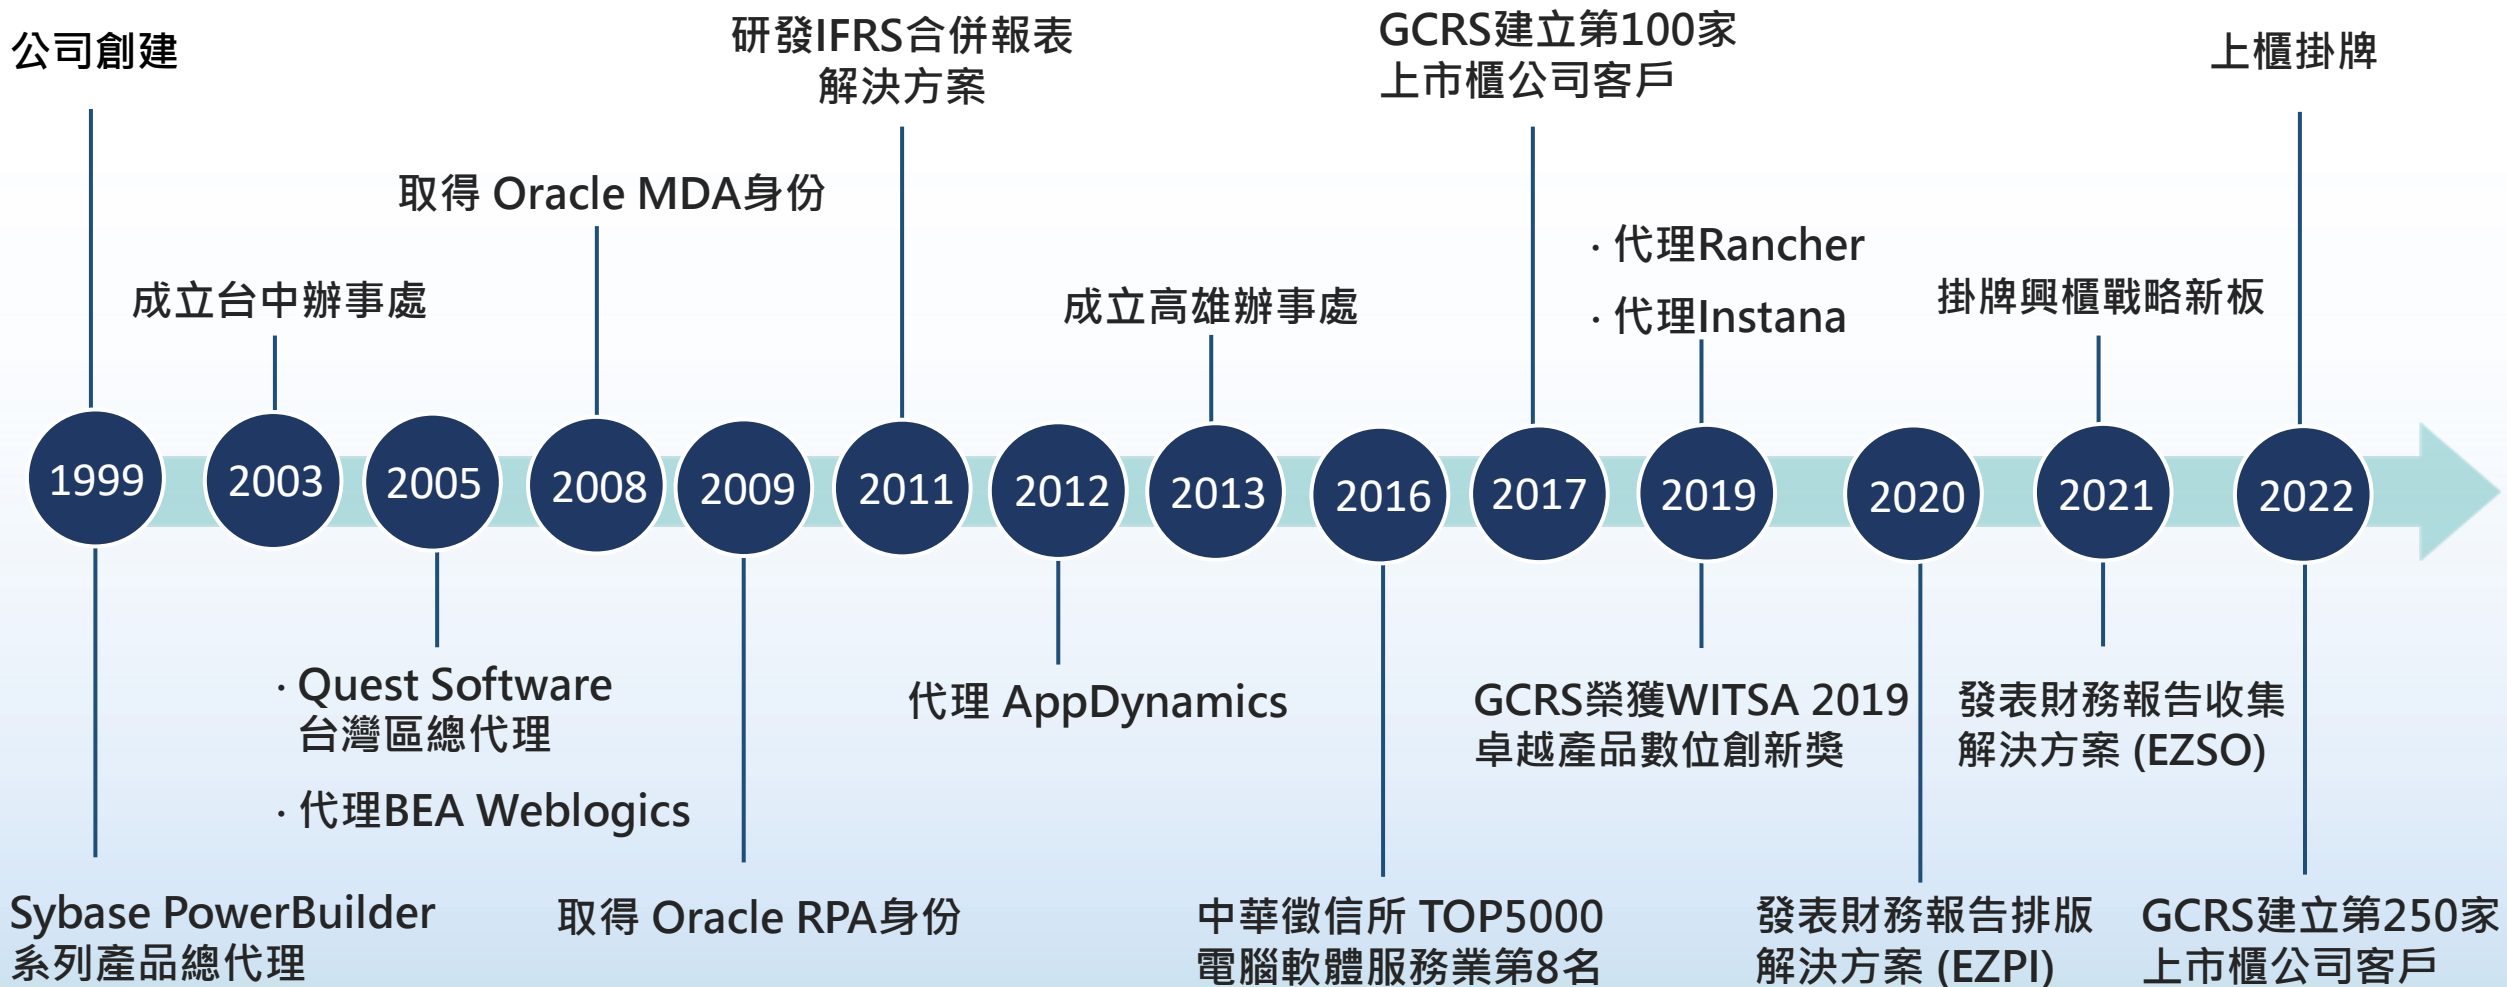 公司創建
研發IFRS合併報表
解決方案
GCRS建立第100家
上市櫃公司客戶
上櫃掛牌
取得 Oracle MDA身份
· 代理Rancher
· 代理Instana
成立台中辦事處
成立高雄辦事處
掛牌興櫃戰略新板
1999
2003
2005
2008
2009
2011
2012
2013
2016
2017
2019
2020
2021
2022
· Quest Software
台灣區總代理
· 代理BEA Weblogics
代理 AppDynamics
GCRS榮獲WITSA 2019
卓越產品數位創新獎
發表財務報告收集
解決方案 (EZSO)
Sybase PowerBuilder
系列產品總代理
取得 Oracle RPA身份
中華徵信所 TOP5000
電腦軟體服務業第8名
發表財務報告排版
解決方案 (EZPI)
GCRS建立第250家
上市櫃公司客戶